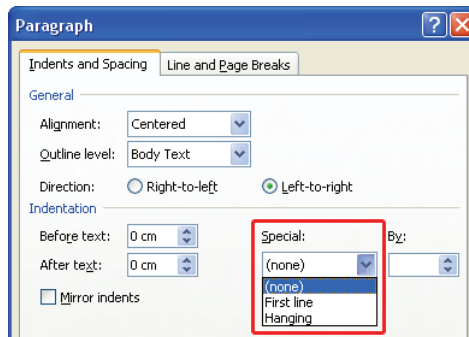 Paragraph
Indents and Spacing Line and Page Breaks
General
Alignment: Centered
Outline level: Body Text
Direction: Right-to-left Left-to-right
Indentation
Before text: 0 cm Special: By:
After text: 0 cm (none)
Mirror indents (none)
First line
Hanging